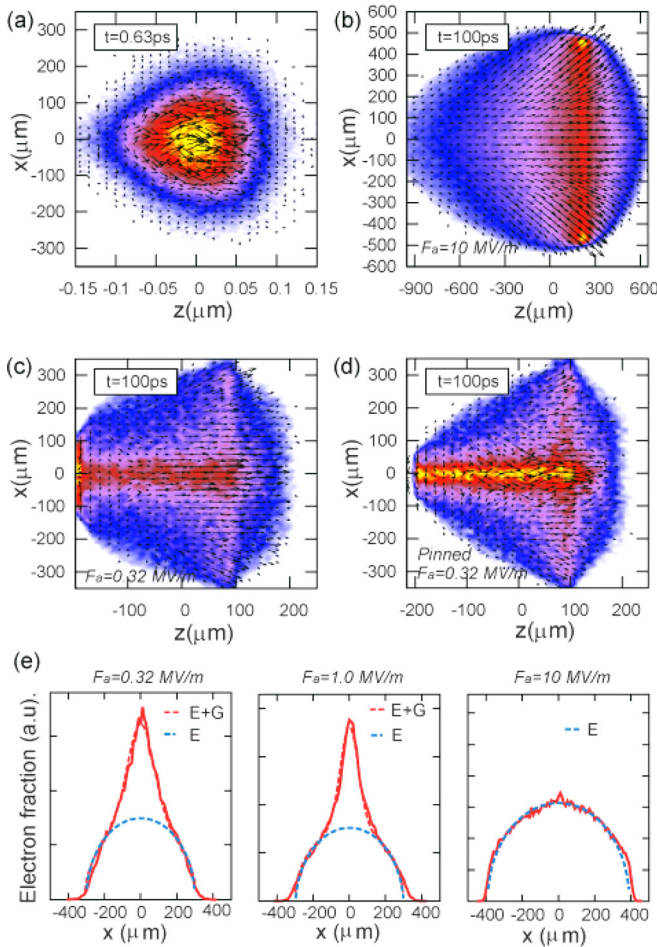 (a)
t=0.63ps
x(μm)
300
200
100
0
-100
-200
-300
-0.15 -0.1 -0.05 0 0.05 0.1 0.15
z(μm)
(b)
t=100ps
x(μm)
500
400
300
200
100
0
-100
-200
-300
-400
-500
-600
Fa=10 MV/m
-900 -600 -300 0 300 600
z(μm)
(c)
t=100ps
x(μm)
300
200
100
0
-100
-200
-300
Fa=0.32 MV/m
-100 0 100 200
z(μm)
(d)
t=100ps
x(μm)
300
200
100
0
-100
-200
-300
Pinned
Fa=0.32 MV/m
-200 -100 0 100 200
z(μm)
(e)
Electron fraction (a.u).
Fa=0.32 MV/m
E+G
E
-400 -200 0 200 400
x (μ m)
Fa=1.0 MV/m
E+G
E
-400 -200 0 200 400
x (μ m)
Fa=10 MV/m
E
-400 -200 0 200 400
x (μ m)